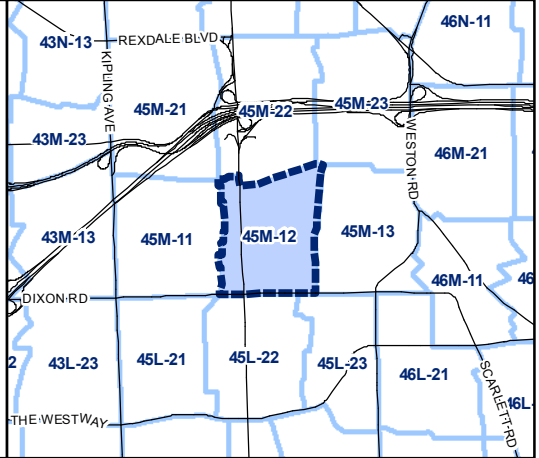 46N-11
43N-13
REXDALE BLVD
KIPLING AVE
45M-21
45M-22
45M-23
43M-23
WESTON RD
46M-21
43M-13
45M-11
45M-12
45M-13
46M-11
46
DIXON RD
2
43L-23
45L-21
45L-22
45L-23
46L-21
SCARLETT RD
46L-
THE WESTWAY